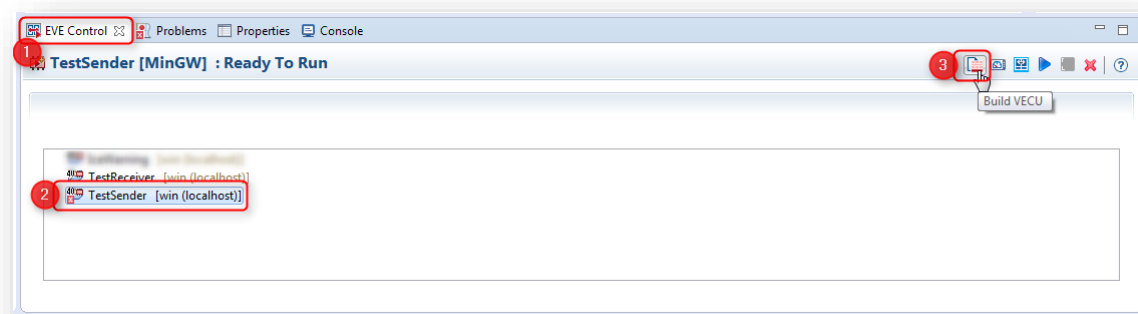 EVE Control Problems Properties Console
1
TestSender [MinGW] : Ready To Run
3
Build VECU
TestReceiver [win (localhost)]
2 TestSender [win (localhost)]